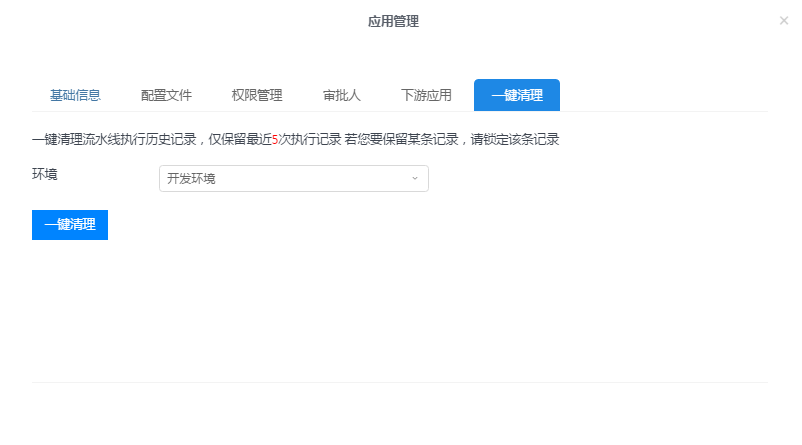 应用管理
基础信息 配置文件 权限管理 审批人 下游应用 一键清理
一键清理流水线执行历史记录，仅保留最近5次执行记录 若您要保留某条记录，请锁定该条记录
环境 开发环境
一键清理